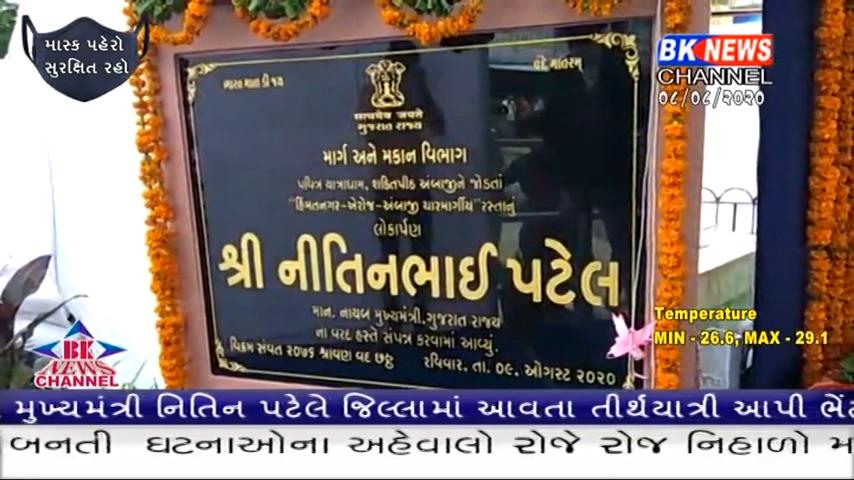 માસ્ક પહેરો
સુરક્ષિત રહો
BK NEWS
CHANNEL
૦૮/૦૮/૨૦૨૦
ભારત માતા કી જય
વંદે માતરમ્
सत्यमेव जयते
ગુજરાત રાજ્ય
માર્ગ અને મકાન વિભાગ
પવિત્ર યાત્રાધામ, શક્તિપીઠ અંબાજીને જોડતાં
"હિંમતનગર-ખેરોજ-અંબાજી ચારમાર્ગીય" રસ્તાનું
લોકાર્પણ
શ્રી નીતિનભાઈ પટેલ
માન. નાયબ મુખ્યમંત્રી, ગુજરાત રાજ્ય
ના વરદ હસ્તે સંપન્ન કરવામાં આવ્યું.
વિક્રમ સંવત ૨૦૭૬ શ્રાવણ વદ છઠ્ઠ રવિવાર, તા. ૦૯, ઓગસ્ટ ૨૦૨૦
Temperature
MIN - 26.6, MAX - 29.1
BK
NEWS
CHANNEL
મુખ્યમંત્રી નિતિન પટેલે જિલ્લામાં આવતા તીર્થયાત્રી આપી ભેંટ
બનતી ઘટનાઓના અહેવાલો રોજે રોજ નિહાળો